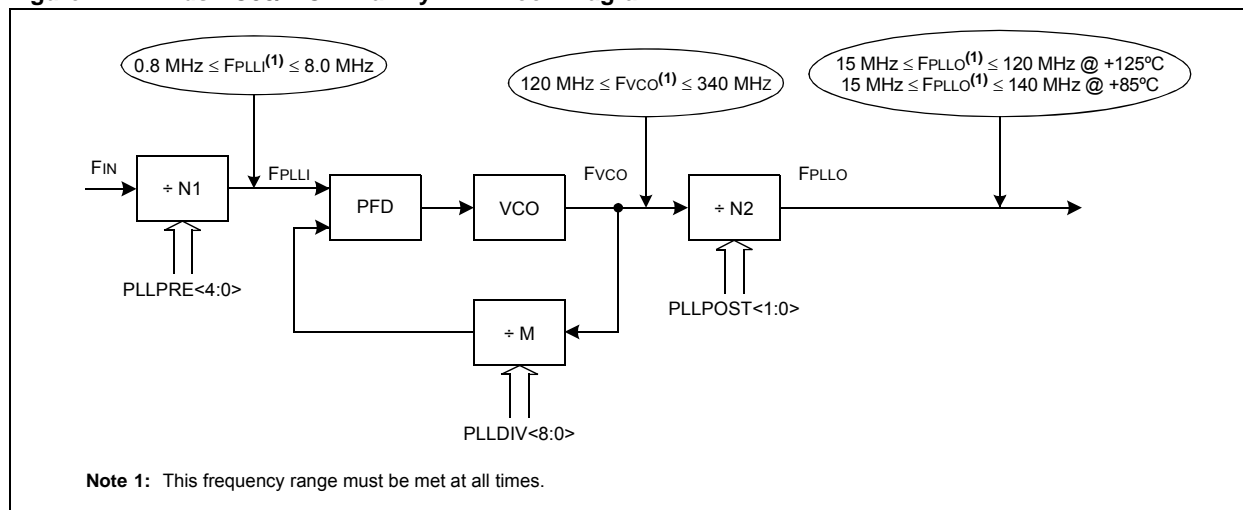 0.8 MHz ≤ FPLLI(1) ≤ 8.0 MHz
120 MHz ≤ FVCO(1) ≤ 340 MHz
15 MHz ≤ FPLLO(1) ≤ 120 MHz @ +125ºC
15 MHz ≤ FPLLO(1) ≤ 140 MHz @ +85ºC
FIN
÷ N1
FPLLI
PFD
VCO
FVCO
÷ N2
FPLLO
PLLPRE<4:0>
PLLPOST<1:0>
÷ M
PLLDIV<8:0>
Note 1: This frequency range must be met at all times.